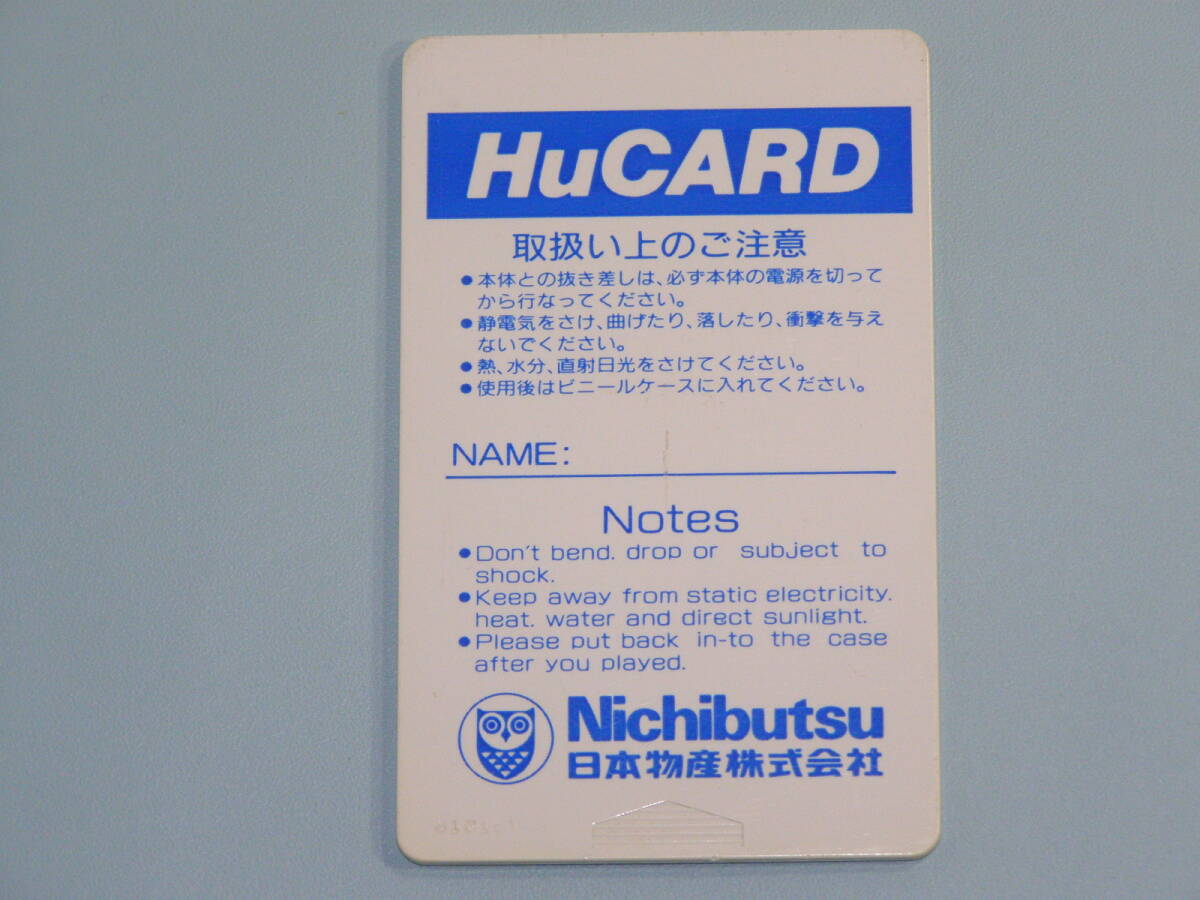 HuCARD
取扱い上のご注意
●本体との抜き差しは、必ず本体の電源を切って
から行なってください。
●静電気をさけ、曲げたり、落したり、衝撃を与え
ないでください。
●熱、水分、直射日光をさけてください。
●使用後はビニールケースに入れてください。
NAME:
Notes
●Don't bend. drop or subject to
shock.
●Keep away from static electricity.
heat. water and direct sunlight.
●Please put back in-to the case
after you played.
Nichibutsu
日本物産株式会社